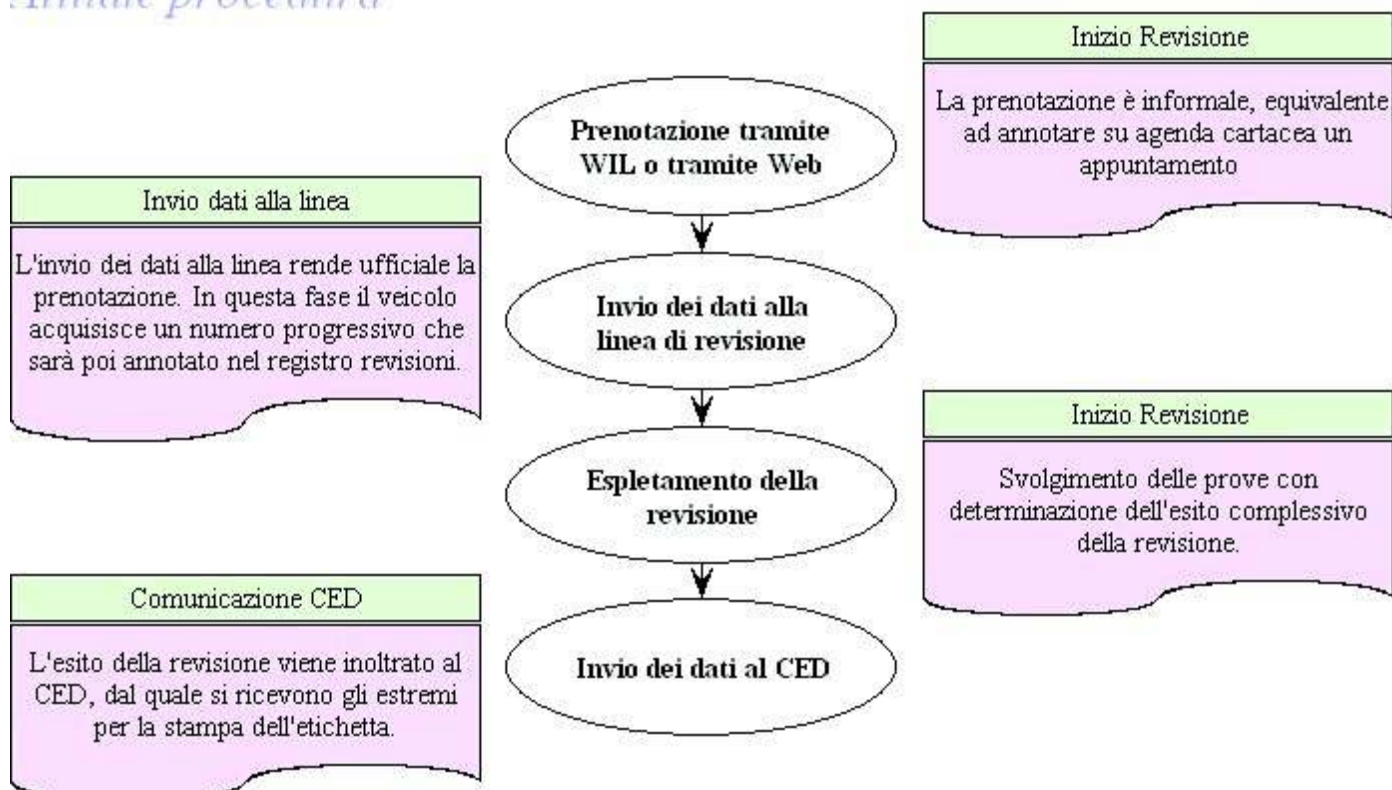 procedura
Inizio Revisione
La prenotazione è informale, equivalente
ad annotare su agenda cartacea un
appuntamento
Prenotazione tramite
WIL o tramite Web
Invio dati alla linea
L'invio dei dati alla linea rende ufficiale la
prenotazione. In questa fase il veicolo
acquisisce un numero progressivo che
sarà poi annotato nel registro revisioni.
Invio dei dati alla
linea di revisione
Inizio Revisione
Svolgimento delle prove con
determinazione dell'esito complessivo
della revisione.
Espletamento della
revisione
Comunicazione CED
L'esito della revisione viene inoltrato al
CED, dal quale si ricevono gli estremi
per la stampa dell'etichetta.
Invio dei dati al CED